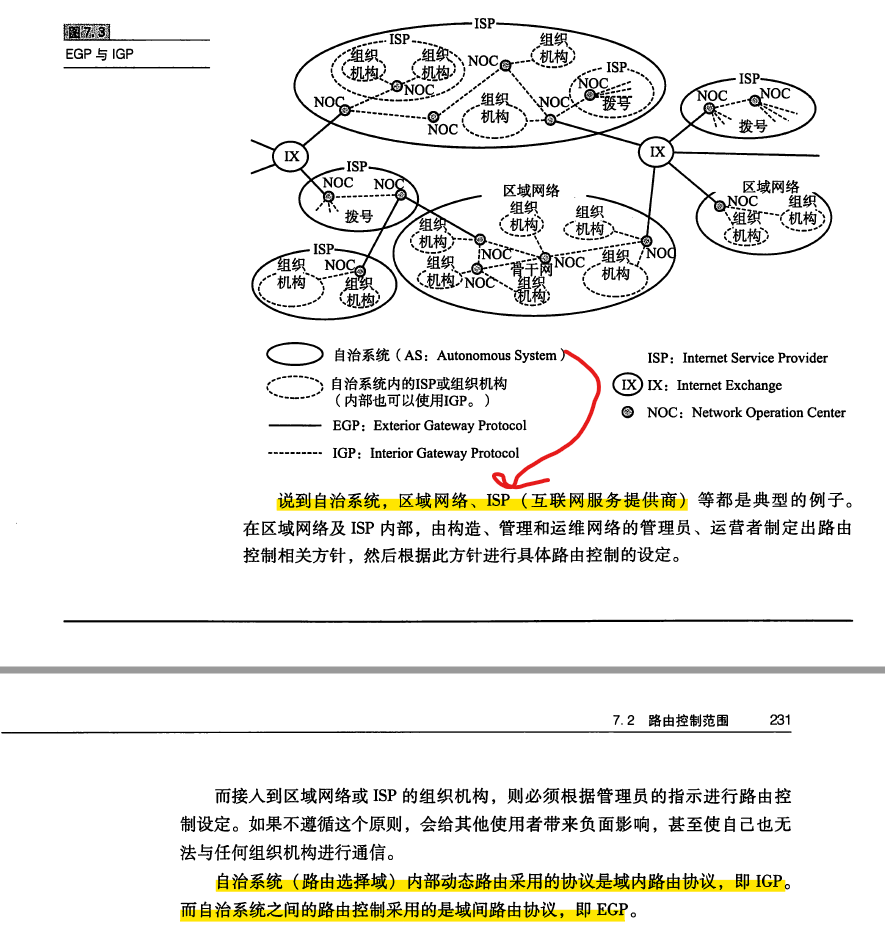 图7.3
EGP 与 IGP
ISP
ISP
组织
机构
组织
机构
NOC
NOC
组织
机构
ISP
NOC
拨号
NOC
NOC
组织
机构
NOC
ISP
NOC
NOC
拨号
IX
IX
ISP
NOC
NOC
拨号
区域网络
组织
机构
组织
机构
组织
机构
NOC
组织
机构
骨干网
NOC
NOC
组织
机构
组织
机构
NOC
区域网络
NOC
组织
机构
组织
机构
ISP
组织
机构
NOC
组织
机构
自治系统（AS：Autonomous System）
自治系统内的ISP或组织机构
（内部也可以使用IGP。）
EGP：Exterior Gateway Protocol
IGP：Interior Gateway Protocol
ISP：Internet Service Provider
IX IX：Internet Exchange
NOC：Network Operation Center
说到自治系统，区域网络、ISP（互联网服务提供商）等都是典型的例子。
在区域网络及 ISP 内部，由构造、管理和运维网络的管理员、运营者制定出路由
控制相关方针，然后根据此方针进行具体路由控制的设定。
7.2 路由控制范围 231
而接入到区域网络或 ISP 的组织机构，则必须根据管理员的指示进行路由控
制设定。如果不遵循这个原则，会给其他使用者带来负面影响，甚至使自己也无
法与任何组织机构进行通信。
自治系统（路由选择域）内部动态路由采用的协议是域内路由协议，即 IGP。
而自治系统之间的路由控制采用的是域间路由协议，即 EGP。